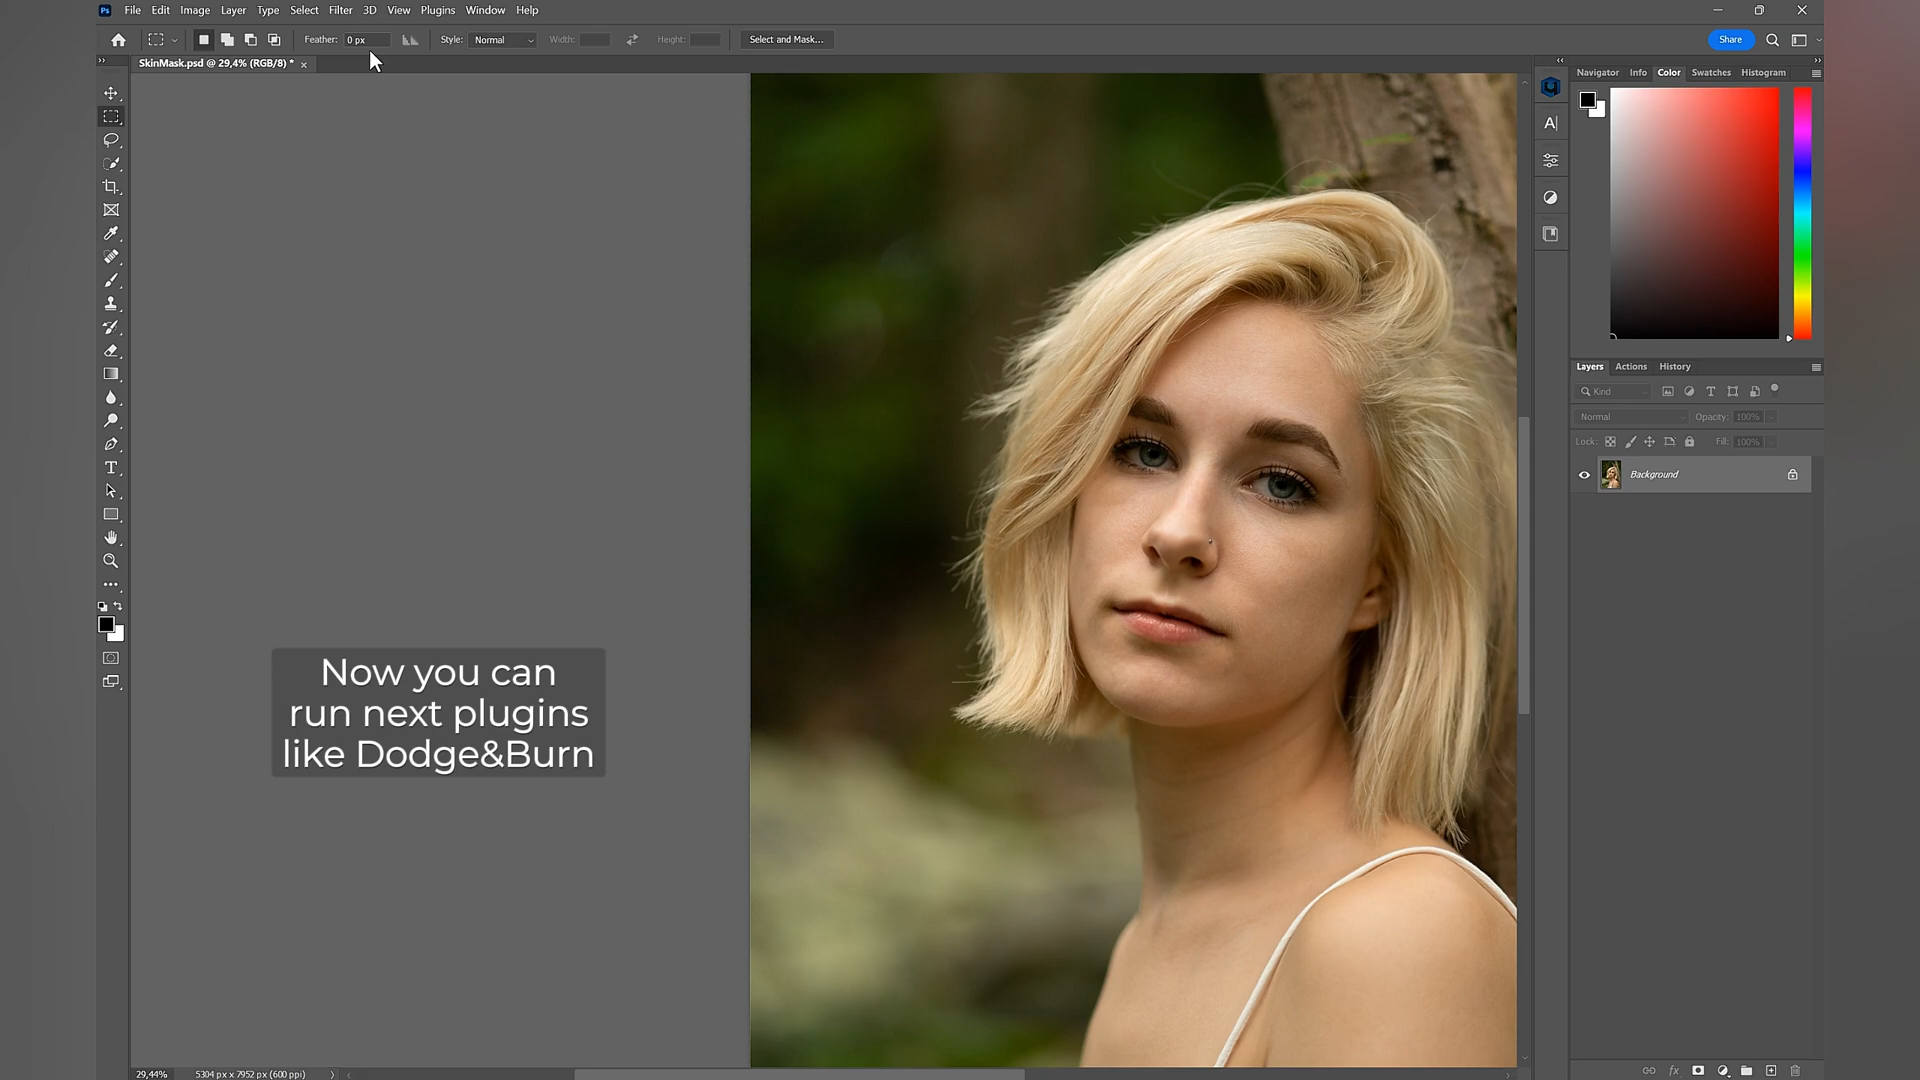 Ps File Edit Image Layer Type Select Filter 3D View Plugins Window Help
Feather: 0 px Style: Normal Width: Height: Select and Mask... Share
SkinMask.psd @ 29,4% (RGB/8) *
Navigator Info Color Swatches Histogram
A
Layers Actions History
Kind
Normal Opacity: 100%
Lock: Fill: 100%
Background
Now you can
run next plugins
like Dodge&Burn
29,44% 5304 px x 7952 px (600 ppi)
fx